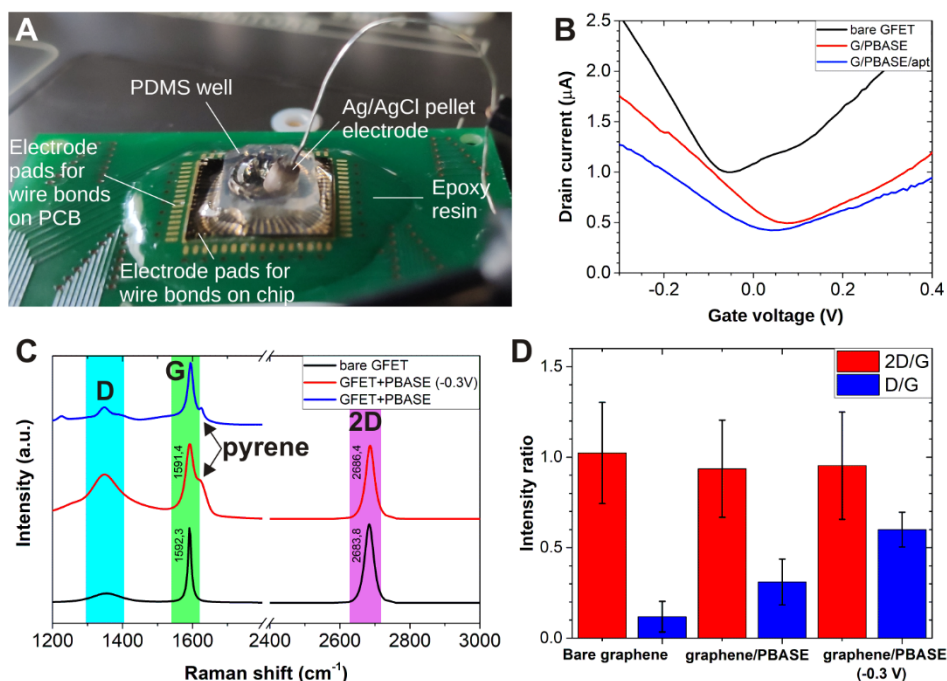 A
PDMS well
Ag/AgCl pellet
electrode
Electrode
pads for
wire bonds
on PCB
Epoxy
resin
Electrode pads for
wire bonds on chip
B
bare GFET
G/PBASE
G/PBASE/apt
Drain current (μA)
2.5
2.0
1.5
1.0
0.5
0.0
-0.2
0.0
0.2
0.4
Gate voltage (V)
C
D
G
2D
bare GFET
GFET+PBASE (-0.3V)
GFET+PBASE
pyrene
1591,4
2686,4
1592,3
2683,8
Intensity (a.u.)
1200
1400
1600
2600
2800
3000
Raman shift (cm⁻¹)
D
2D/G
D/G
Intensity ratio
1.5
1.0
0.5
0.0
Bare graphene
graphene/PBASE
graphene/PBASE
(-0.3 V)